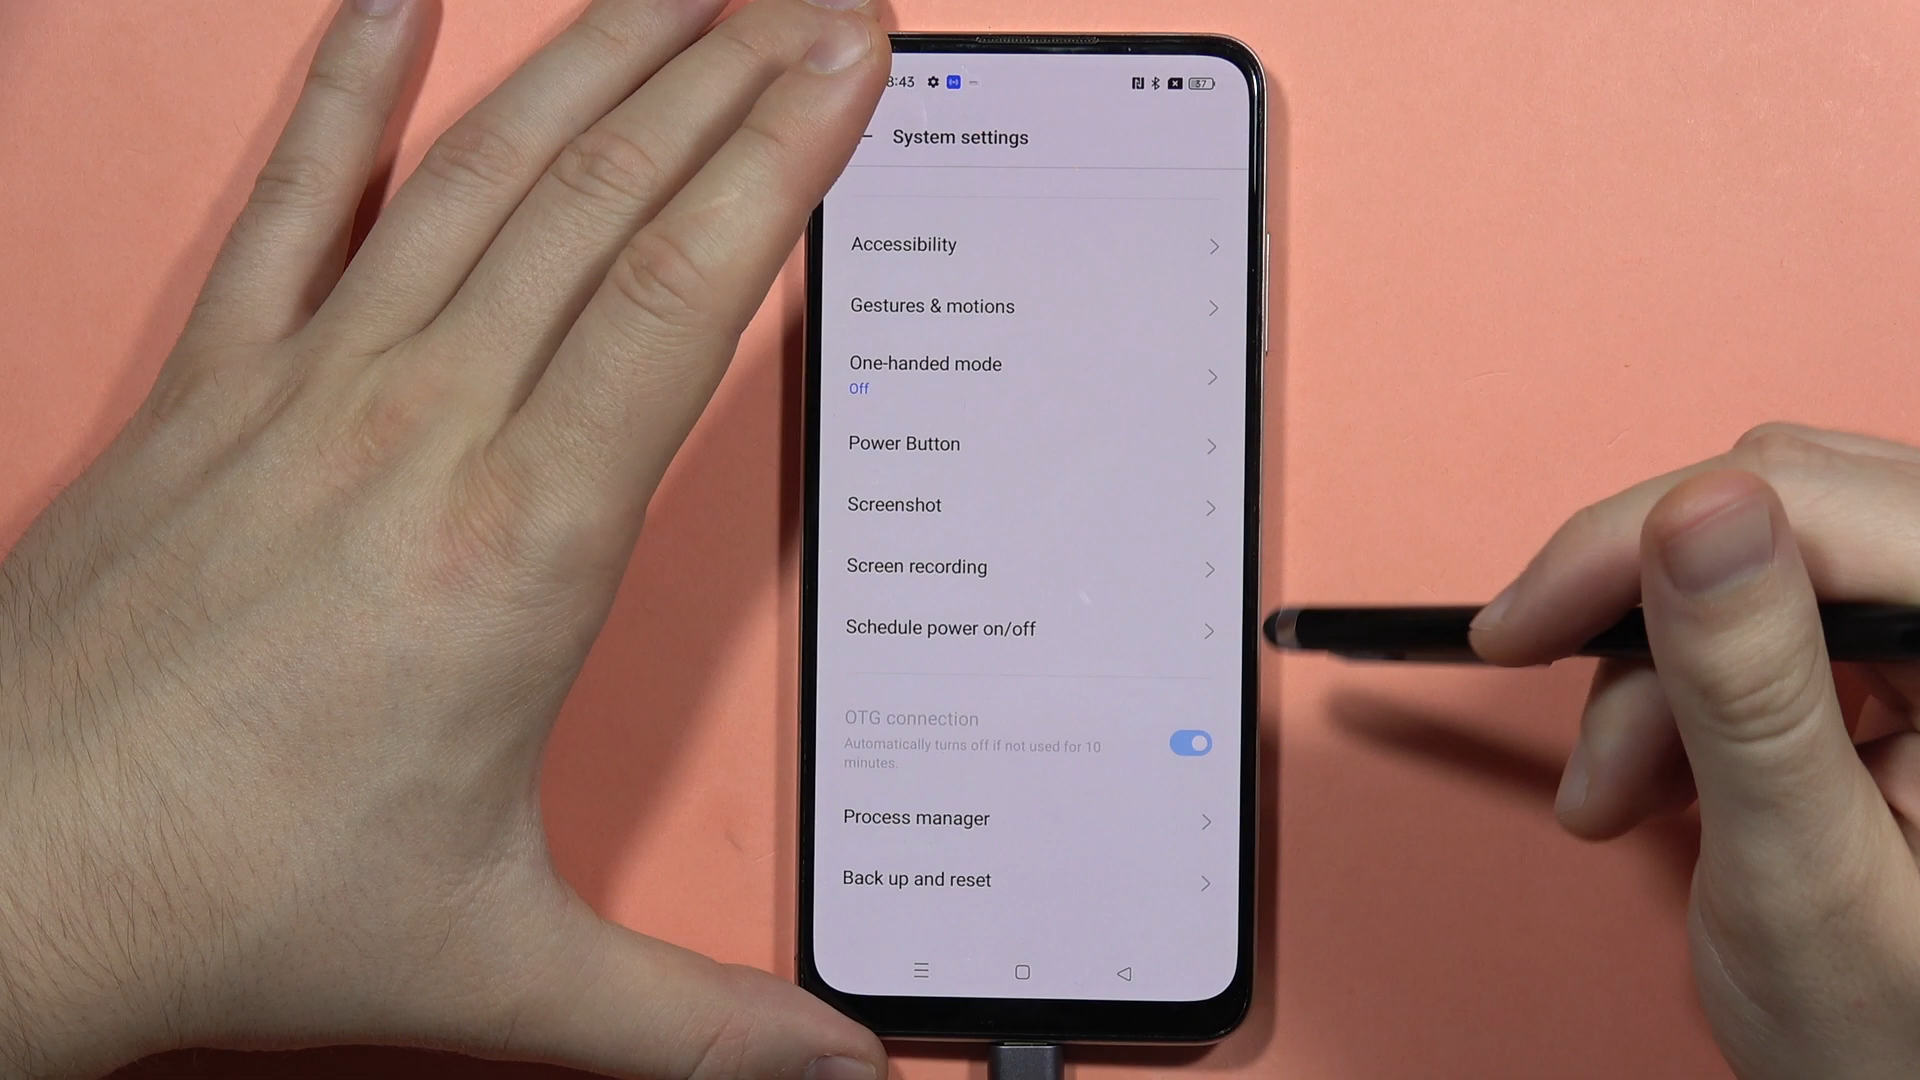 8:43
37
System settings
Accessibility
Gestures & motions
One-handed mode
Off
Power Button
Screenshot
Screen recording
Schedule power on/off
OTG connection
Automatically turns off if not used for 10
minutes.
Process manager
Back up and reset